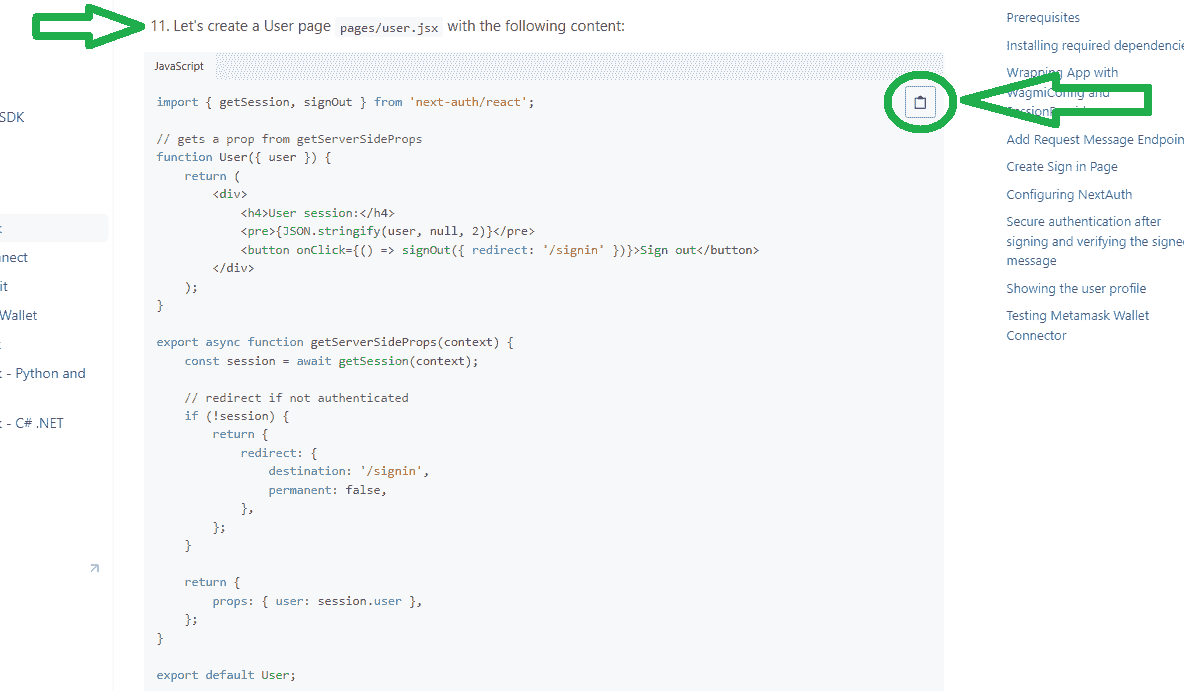 11. Let's create a User page pages/user.jsx with the following content:
JavaScript
import { getSession, signOut } from 'next-auth/react';
// gets a prop from getServerSideProps
function User({ user }) {
    return (
        <div>
            <h4>User session:</h4>
            <pre>{JSON.stringify(user, null, 2)}</pre>
            <button onClick={() => signOut({ redirect: '/signin' })}>Sign out</button>
        </div>
    );
}
export async function getServerSideProps(context) {
    const session = await getSession(context);
    // redirect if not authenticated
    if (!session) {
        return {
            redirect: {
                destination: '/signin',
                permanent: false,
            },
        };
    }
    return {
        props: { user: session.user },
    };
}
export default User;
SDK
nnect
it
Wallet
- Python and
- C# .NET
Prerequisites
Installing required dependencie
Wrapping App with
WagmiConfig and
Add Request Message Endpoin
Create Sign in Page
Configuring NextAuth
Secure authentication after
signing and verifying the signe
message
Showing the user profile
Testing Metamask Wallet
Connector